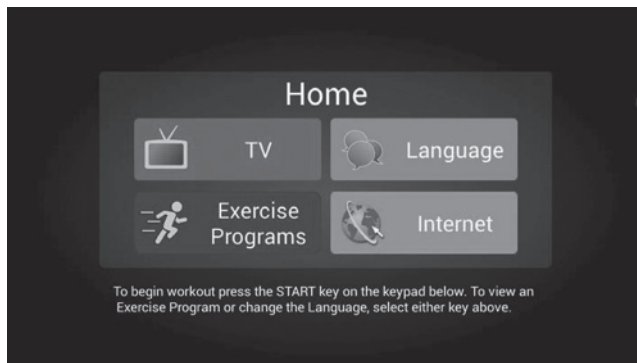 Home
TV
Language
Exercise
Programs
Internet
To begin workout press the START key on the keypad below. To view an
Exercise Program or change the Language, select either key above.